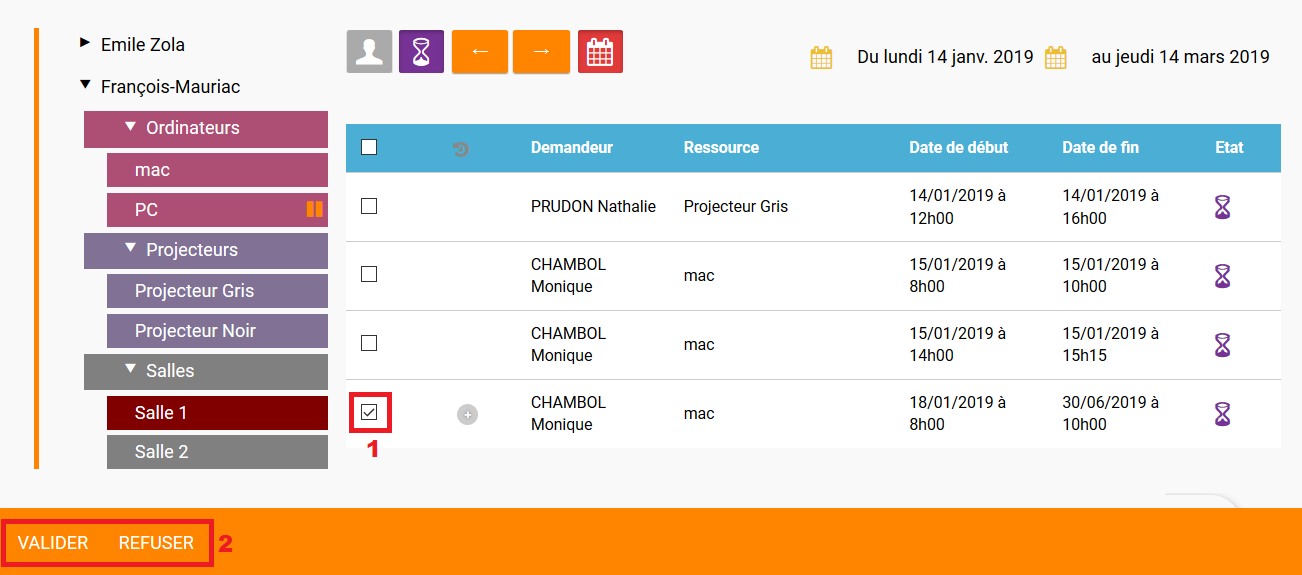 Emile Zola
François-Mauriac
Ordinateurs
mac
PC
Projecteurs
Projecteur Gris
Projecteur Noir
Salles
Salle 1
Salle 2
← →
Du lundi 14 janv. 2019 au jeudi 14 mars 2019
Demandeur Ressource Date de début Date de fin Etat
PRUDON Nathalie Projecteur Gris 14/01/2019 à 14/01/2019 à
12h00 16h00
CHAMBOL mac 15/01/2019 à 15/01/2019 à
Monique 8h00 10h00
CHAMBOL mac 15/01/2019 à 15/01/2019 à
Monique 14h00 15h15
CHAMBOL mac 18/01/2019 à 30/06/2019 à
Monique 8h00 10h00
1
VALIDER REFUSER 2